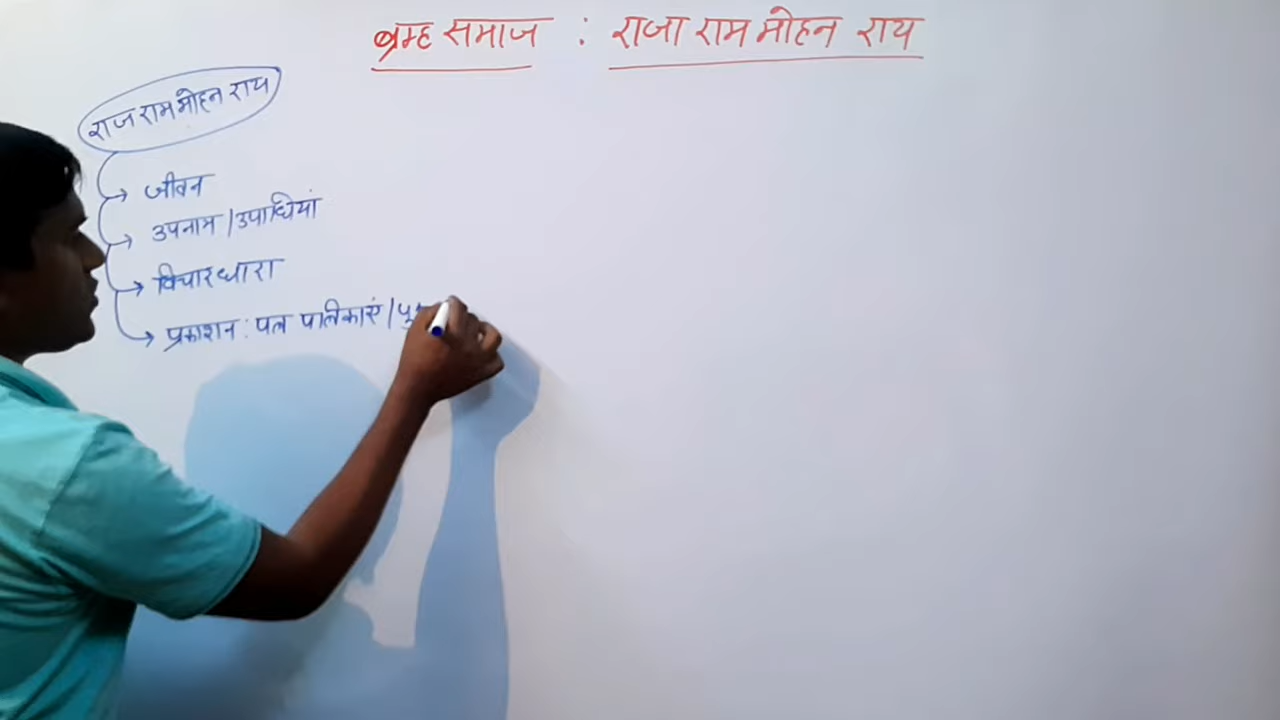 ब्रम्ह समाज : राजा राम मोहन राय
राज राम मोहन राय
जीवन
उपनाम / उपाधियां
विचारधारा
प्रकाशन : पत्र पत्रिकाएं /